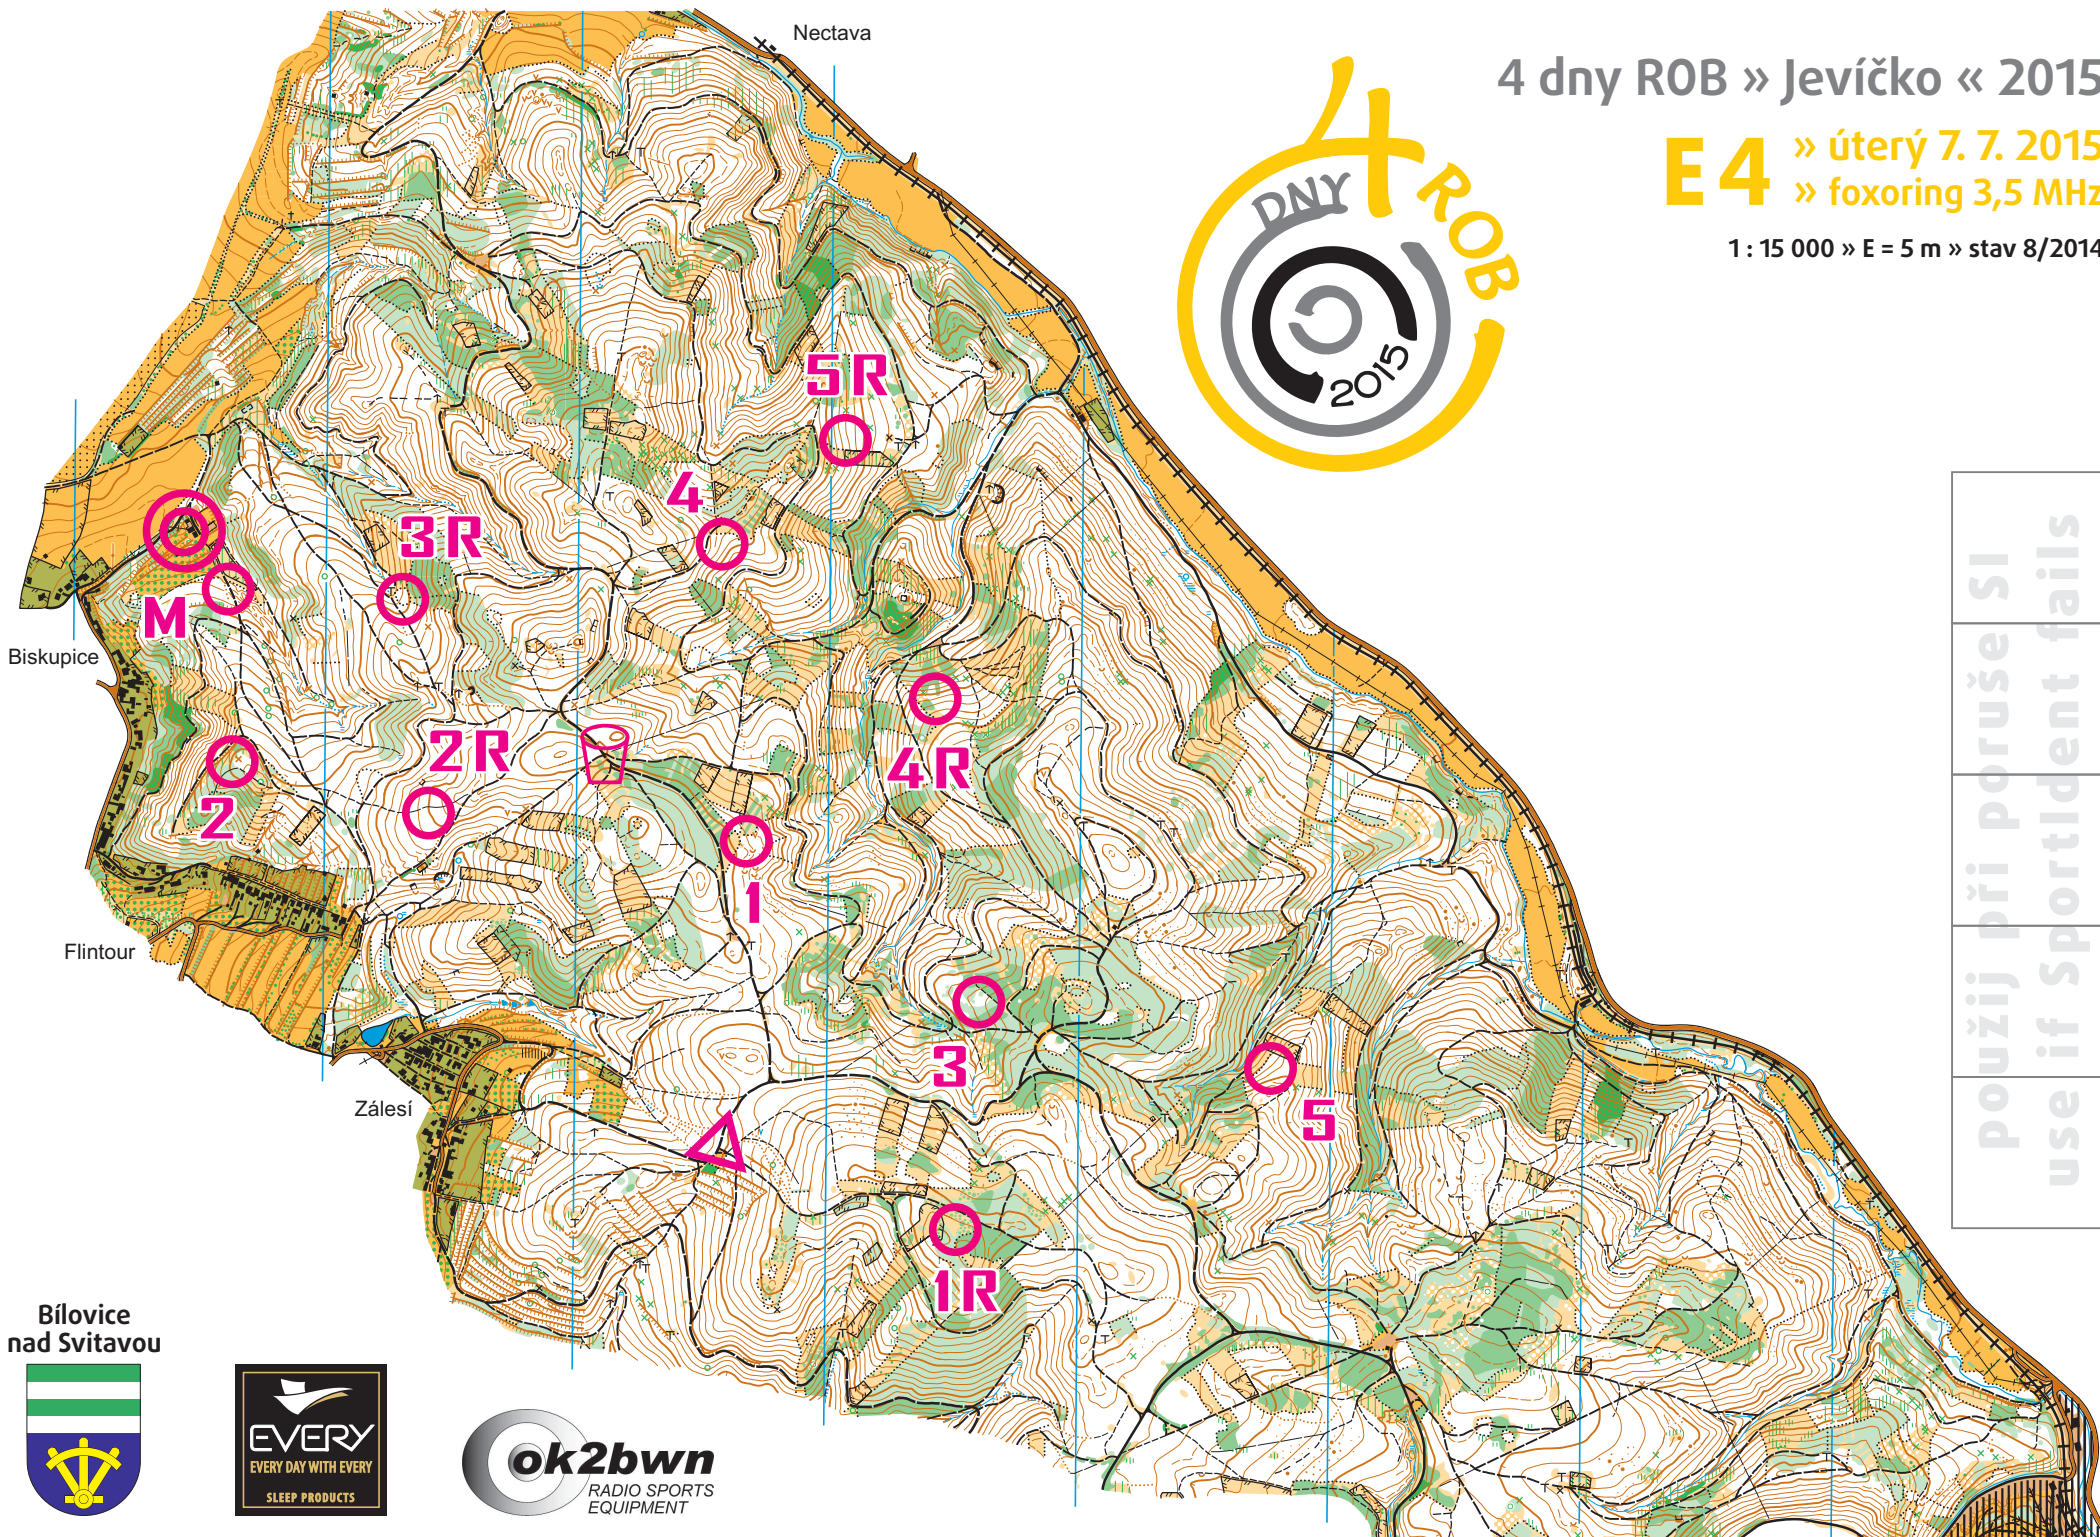 Nectava
4 dny ROB » Jevíčko « 2015
E4
» úterý 7. 7. 2015
» foxoring 3,5 MHz
1 : 15 000 » E = 5 m » stav 8/2014
4 DNY ROB 2015
5R
4
3R
M
Biskupice
2R
2
4R
1
Flintour
3
Zálesí
5
1R
použij při poruše SI
use if SportIdent fails
Bílovice
nad Svitavou
EVERY
EVERY DAY WITH EVERY
SLEEP PRODUCTS
ok2bwn
RADIO SPORTS
EQUIPMENT